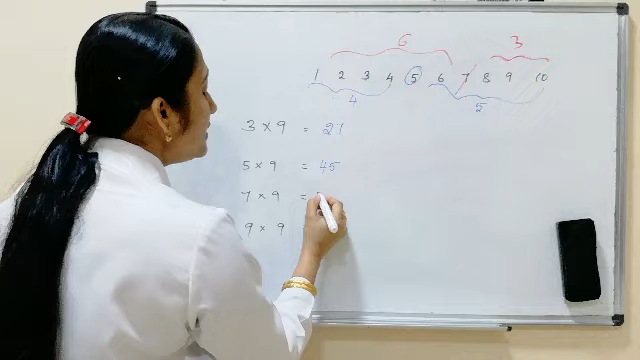 6 3
1 2 3 4 5 6 7 8 9 10
4 5
3 × 9 = 27
5 × 9 = 45
7 × 9 =
9 × 9